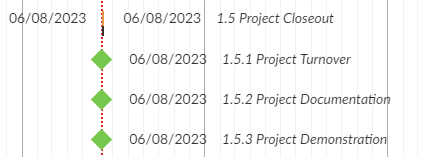 06/08/2023 06/08/2023 1.5 Project Closeout
06/08/2023 1.5.1 Project Turnover
06/08/2023 1.5.2 Project Documentation
06/08/2023 1.5.3 Project Demonstration